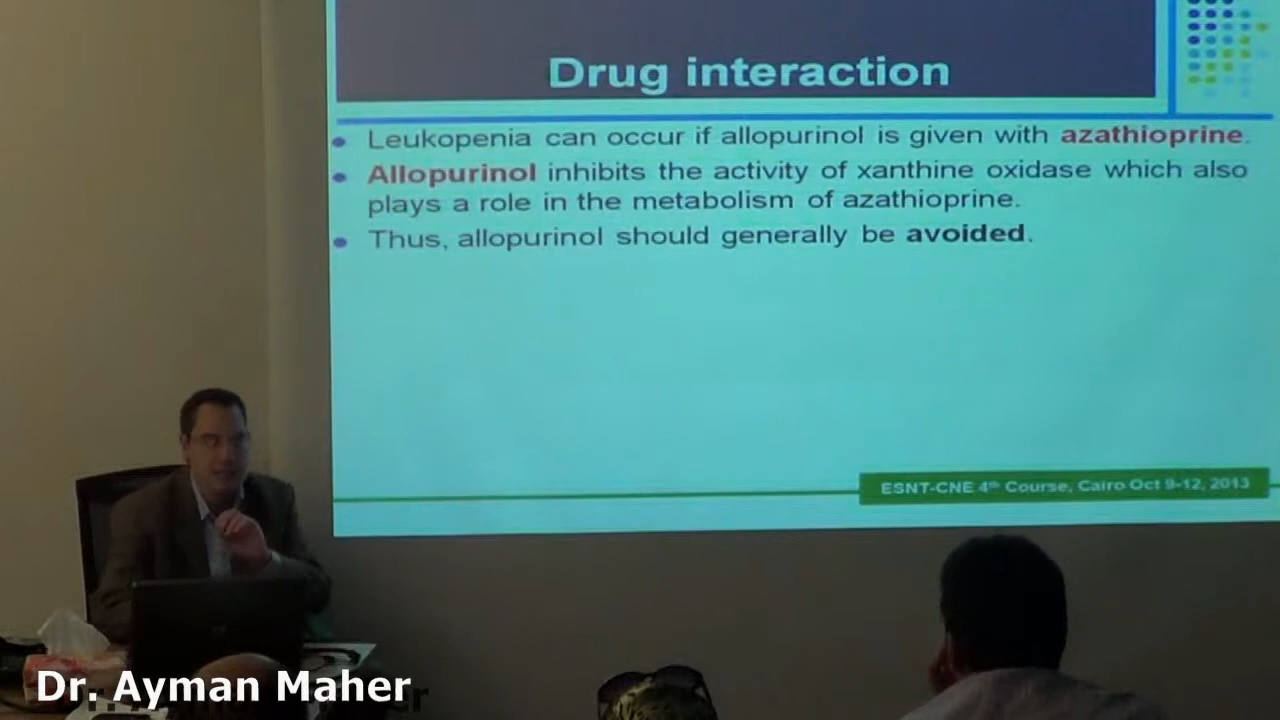 Drug interaction
Leukopenia can occur if allopurinol is given with azathioprine.
Allopurinol inhibits the activity of xanthine oxidase which also
plays a role in the metabolism of azathioprine.
Thus, allopurinol should generally be avoided.
ESNT-CNE 4th Course, Cairo Oct 9-12, 2013
Dr. Ayman Maher